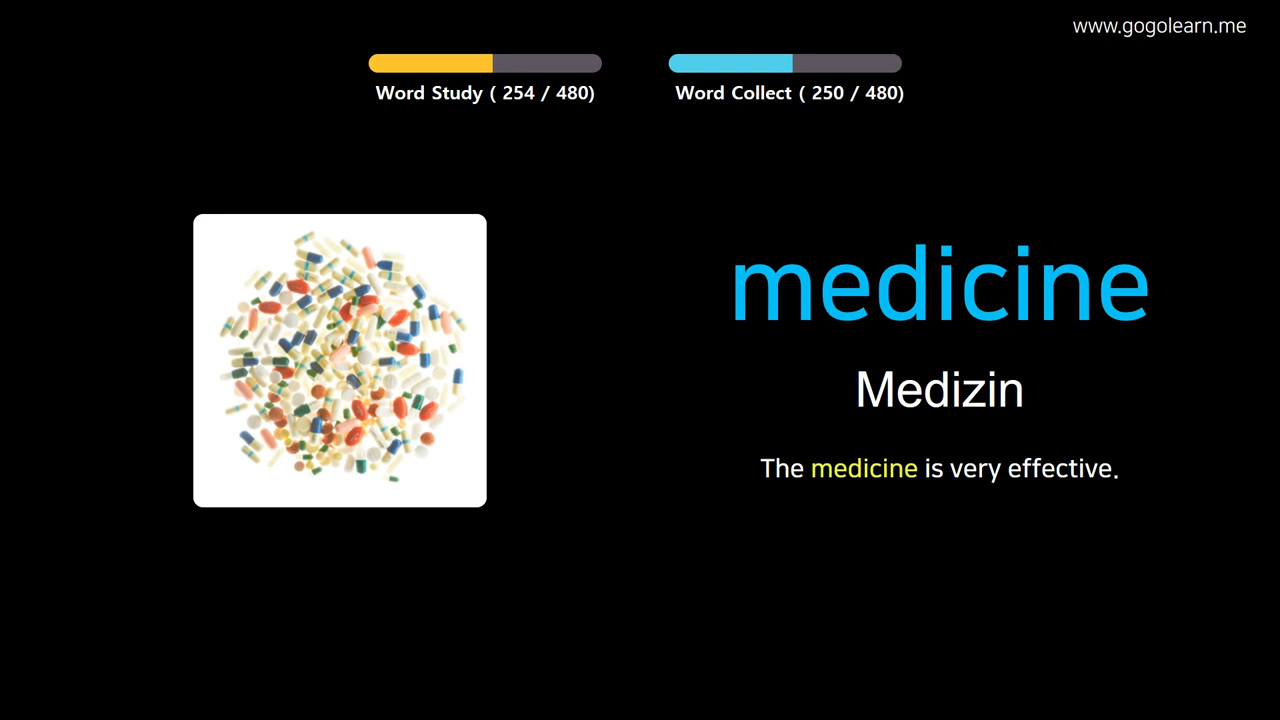 www.gogolearn.me
Word Study ( 254 / 480)
Word Collect ( 250 / 480)
medicine
Medizin
The medicine is very effective.